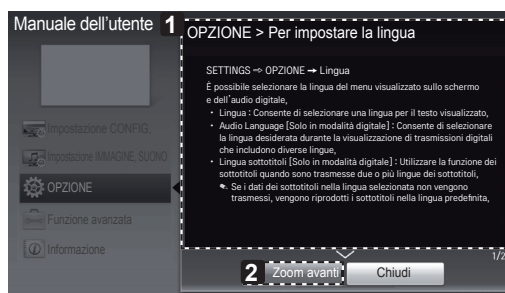 Manuale dell'utente
1
OPZIONE > Per impostare la lingua
SETTINGS ⇨ OPZIONE ➙ Lingua
È possibile selezionare la lingua del menu visualizzato sullo schermo
e dell'audio digitale,
• Lingua : Consente di selezionare una lingua per il testo visualizzato,
• Audio Language [Solo in modalità digitale] : Consente di selezionare
la lingua desiderata durante la visualizzazione di trasmissioni digitali
che includono diverse lingue,
• Lingua sottotitoli [Solo in modalità digitale] : Utilizzare la funzione dei
sottotitoli quando sono trasmesse due o più lingue dei sottotitoli,
✎ Se i dati dei sottotitoli nella lingua selezionata non vengono
trasmessi, vengono riprodotti i sottotitoli nella lingua predefinita,
Impostazione CONFIG,
Impostazione IMMAGINE, SUONO
OPZIONE
Funzione avanzata
Informazione
1/2
2
Zoom avanti
Chiudi